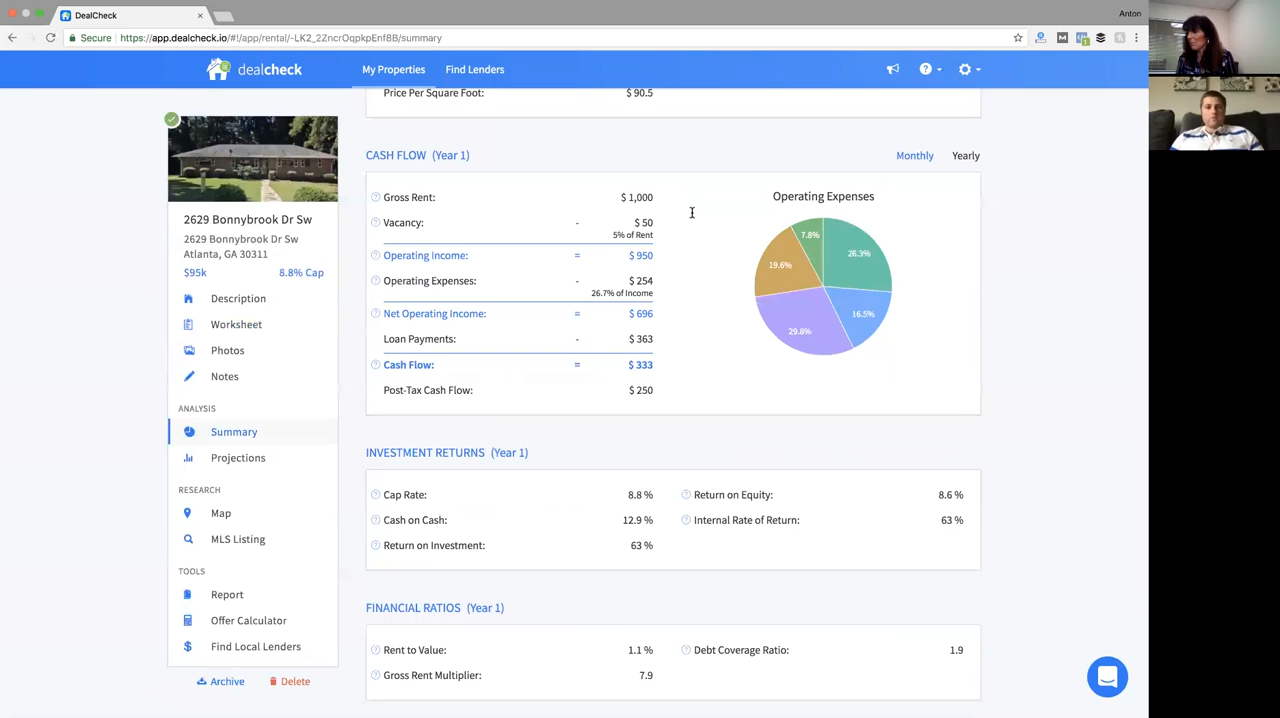 DealCheck
Anton
Secure
https://app.dealcheck.io/#!/app/rental/-LK2_2ZncrOqpkpEnf8B/summary
dealcheck
My Properties
Find Lenders
Price Per Square Foot: $ 90.5
CASH FLOW (Year 1)
Monthly Yearly
Gross Rent: $ 1,000
Vacancy: - $ 50
5% of Rent
Operating Income: = $ 950
Operating Expenses: - $ 254
26.7% of Income
Net Operating Income: = $ 696
Loan Payments: - $ 363
Cash Flow: = $ 333
Post-Tax Cash Flow: $ 250
Operating Expenses
7.8%
26.3%
19.6%
16.5%
29.8%
2629 Bonnybrook Dr Sw
2629 Bonnybrook Dr Sw
Atlanta, GA 30311
$95k 8.8% Cap
Description
Worksheet
Photos
Notes
ANALYSIS
Summary
Projections
RESEARCH
Map
MLS Listing
TOOLS
Report
Offer Calculator
Find Local Lenders
Archive Delete
INVESTMENT RETURNS (Year 1)
Cap Rate: 8.8 % Return on Equity: 8.6 %
Cash on Cash: 12.9 % Internal Rate of Return: 63 %
Return on Investment: 63 %
FINANCIAL RATIOS (Year 1)
Rent to Value: 1.1 % Debt Coverage Ratio: 1.9
Gross Rent Multiplier: 7.9